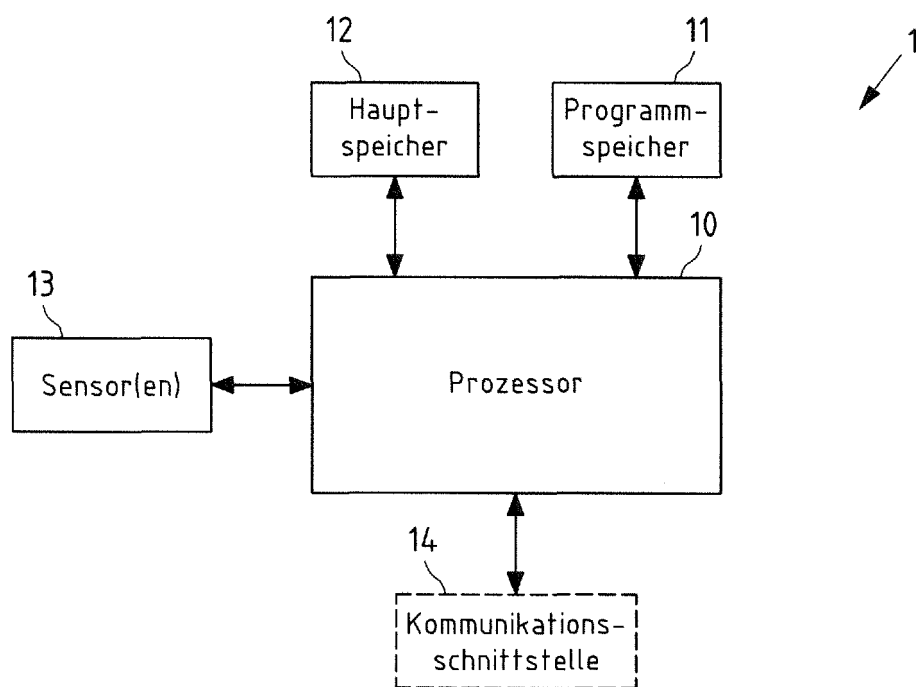 12
11
1
Haupt-
speicher
Programm-
speicher
10
13
Sensor(en)
Prozessor
14
Kommunikations-
schnittstelle